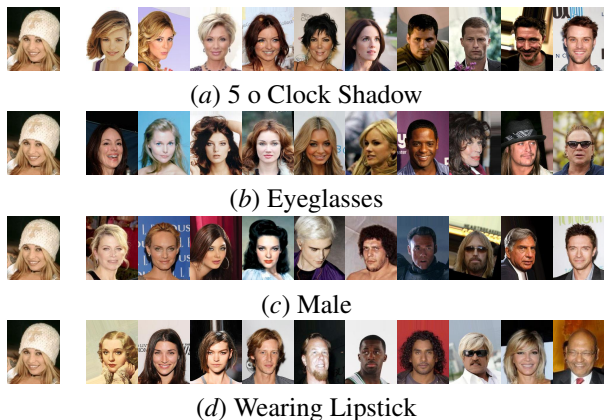 (a) 5 o Clock Shadow
(b) Eyeglasses
(c) Male
(d) Wearing Lipstick